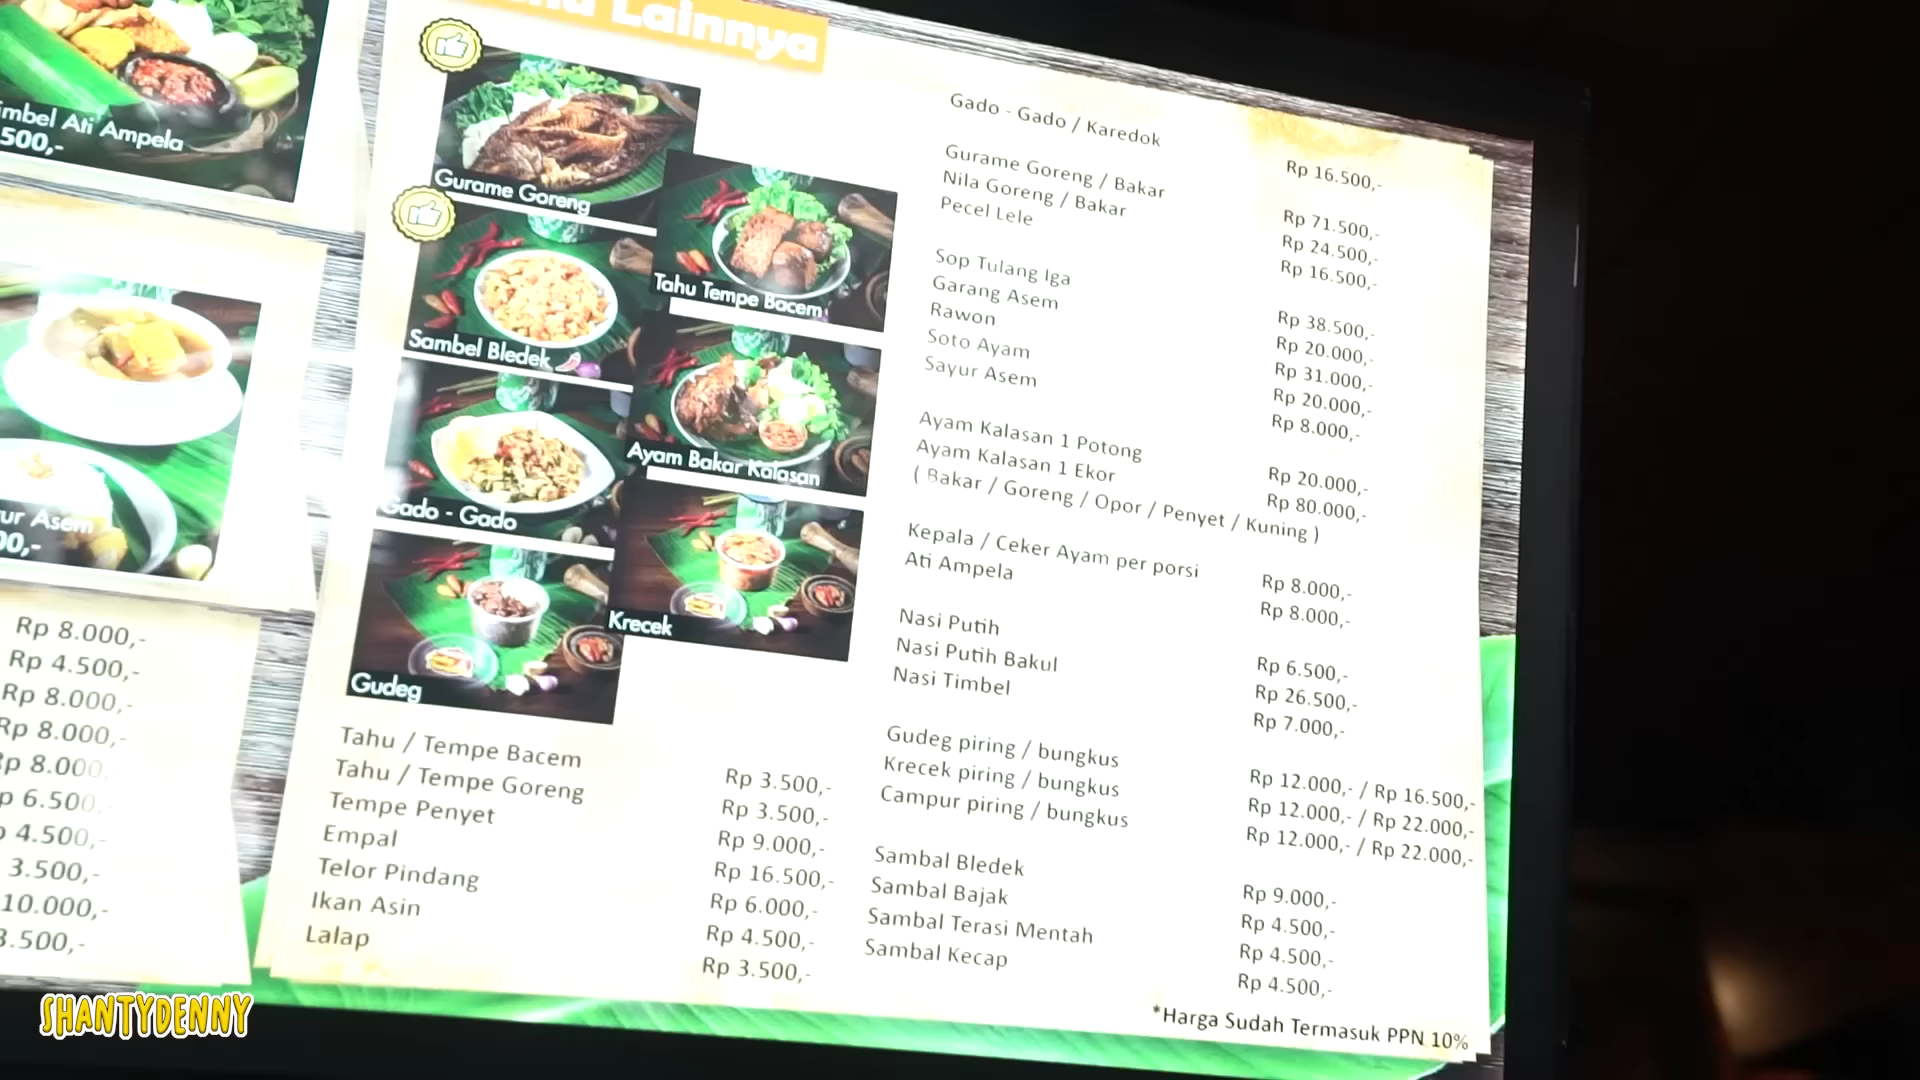 Lainnya
Ati Ampela
500,-
Asem
Rp 8.000,-
Rp 4.500,-
Rp 8.000,-
Rp 8.000,-
8.000
6.500,
4.500,-
3.500,-
10.000,-
3.500,-
Gurame Goreng
Tahu Tempe Bacem
Sambel Bledek
Ayam Bakar Kalasan
Gado - Gado
Krecek
Gudeg
Tahu / Tempe Bacem Rp 3.500,-
Tahu / Tempe Goreng Rp 3.500,-
Tempe Penyet Rp 9.000,-
Empal Rp 16.500,-
Telor Pindang Rp 6.000,-
Ikan Asin Rp 4.500,-
Lalap Rp 3.500,-
Gado - Gado / Karedok Rp 16.500,-
Gurame Goreng / Bakar Rp 71.500,-
Nila Goreng / Bakar Rp 24.500,-
Pecel Lele Rp 16.500,-
Sop Tulang Iga Rp 38.500,-
Garang Asem Rp 20.000,-
Rawon Rp 31.000,-
Soto Ayam Rp 20.000,-
Sayur Asem Rp 8.000,-
Ayam Kalasan 1 Potong Rp 20.000,-
Ayam Kalasan 1 Ekor Rp 80.000,-
( Bakar / Goreng / Opor / Penyet / Kuning )
Kepala / Ceker Ayam per porsi Rp 8.000,-
Ati Ampela Rp 8.000,-
Nasi Putih Rp 6.500,-
Nasi Putih Bakul Rp 26.500,-
Nasi Timbel Rp 7.000,-
Gudeg piring / bungkus Rp 12.000,- / Rp 16.500,-
Krecek piring / bungkus Rp 12.000,- / Rp 22.000,-
Campur piring / bungkus Rp 12.000,- / Rp 22.000,-
Sambal Bledek Rp 9.000,-
Sambal Bajak Rp 4.500,-
Sambal Terasi Mentah Rp 4.500,-
Sambal Kecap Rp 4.500,-
*Harga Sudah Termasuk PPN 10%
SHANTYDENNY